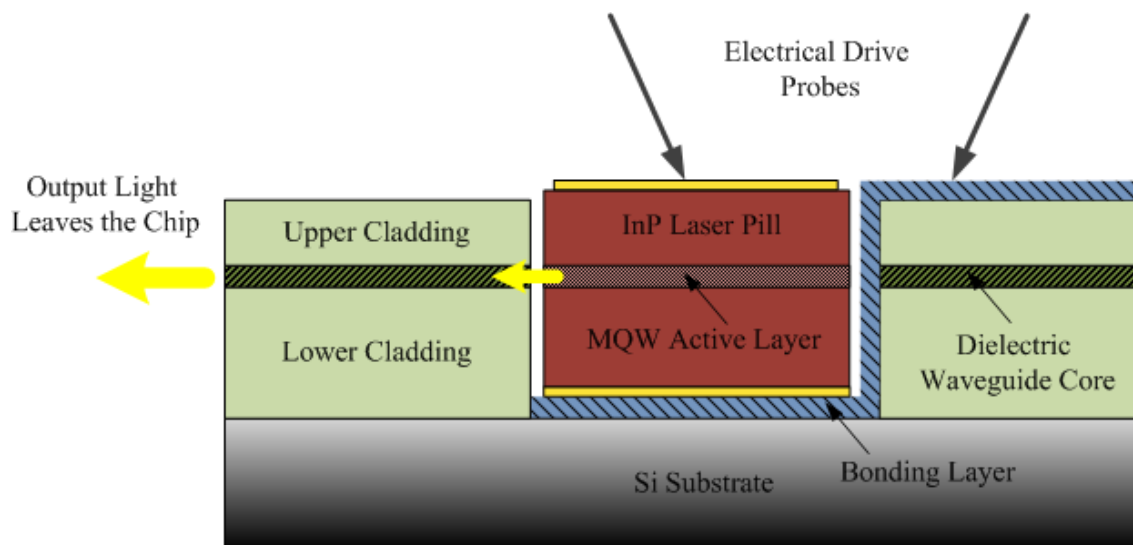 Electrical Drive
Probes
Output Light
Leaves the Chip
Upper Cladding
InP Laser Pill
Lower Cladding
MQW Active Layer
Dielectric
Waveguide Core
Si Substrate
Bonding Layer